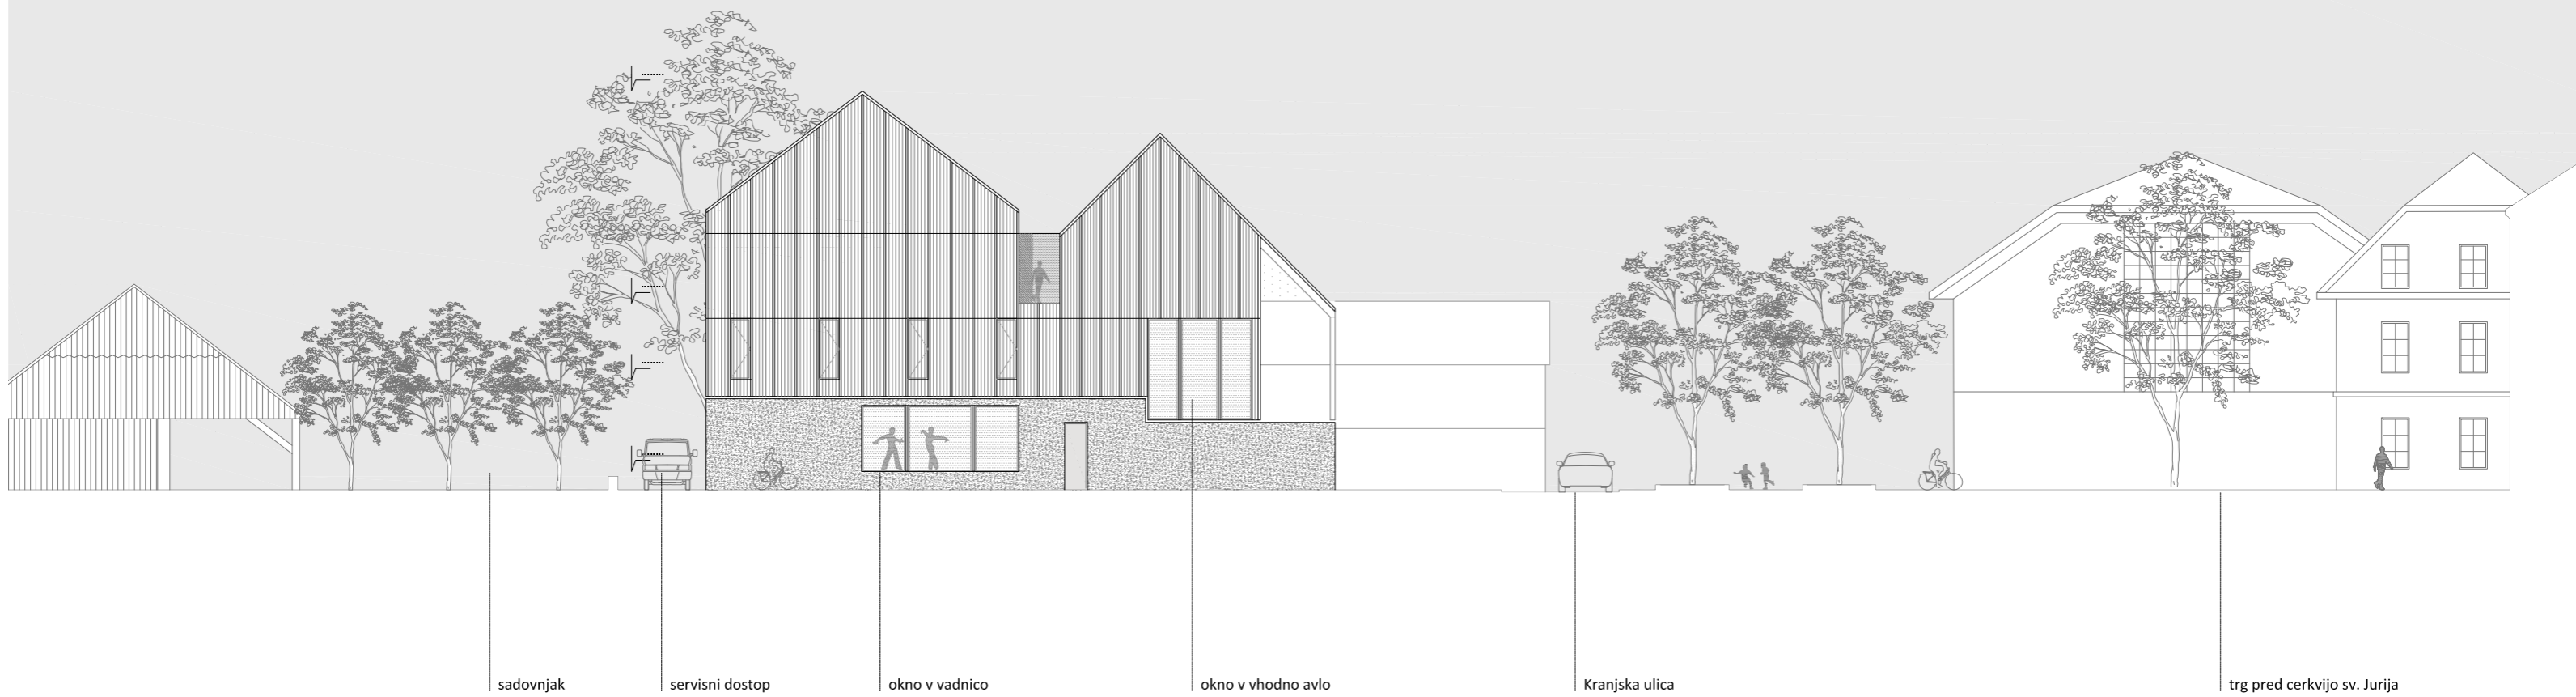 sadovnjak
servisni dostop
okno v vadnico
okno v vhodno avlo
Kranjska ulica
trg pred cerkvijo sv. Jurija